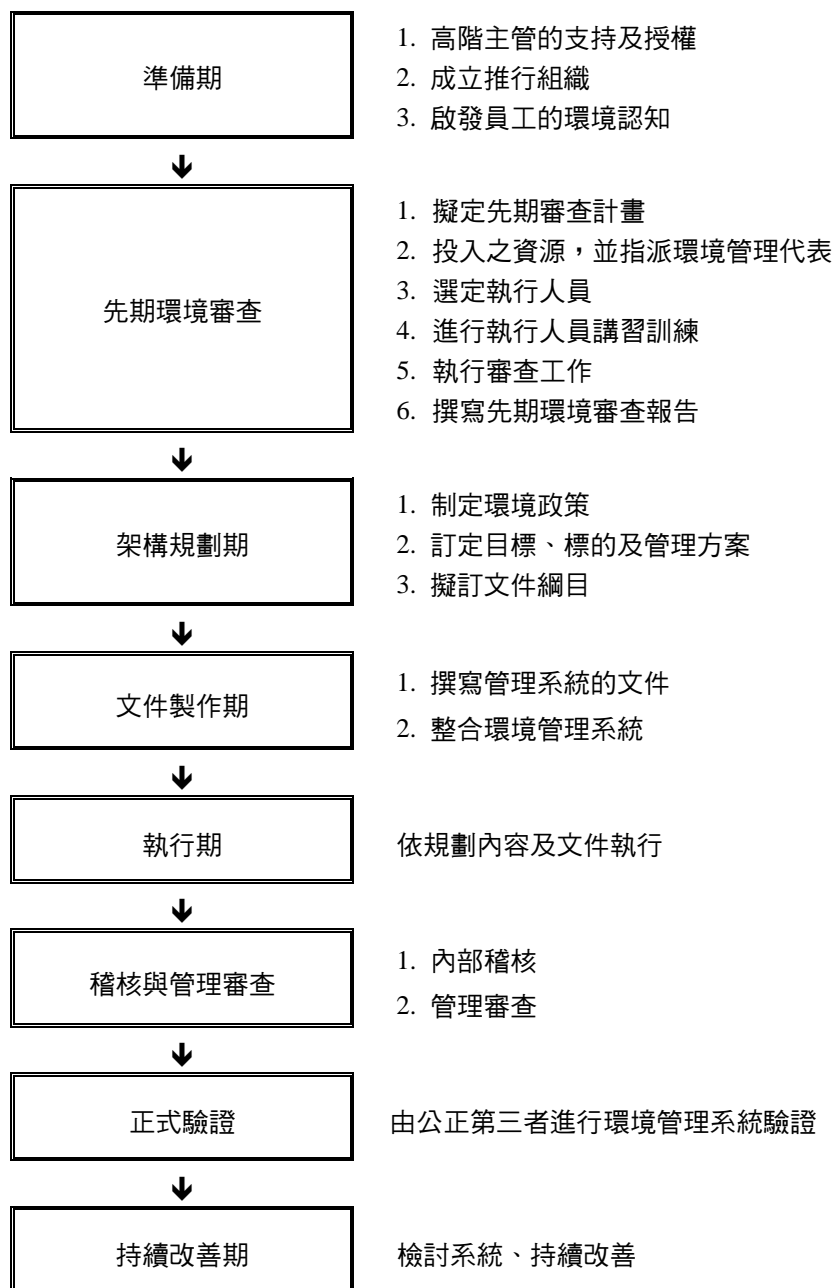 準備期
1. 高階主管的支持及授權
2. 成立推行組織
3. 啟發員工的環境認知
先期環境審查
1. 擬定先期審查計畫
2. 投入之資源，並指派環境管理代表
3. 選定執行人員
4. 進行執行人員講習訓練
5. 執行審查工作
6. 撰寫先期環境審查報告
架構規劃期
1. 制定環境政策
2. 訂定目標、標的及管理方案
3. 擬訂文件綱目
文件製作期
1. 撰寫管理系統的文件
2. 整合環境管理系統
執行期
依規劃內容及文件執行
稽核與管理審查
1. 內部稽核
2. 管理審查
正式驗證
由公正第三者進行環境管理系統驗證
持續改善期
檢討系統、持續改善